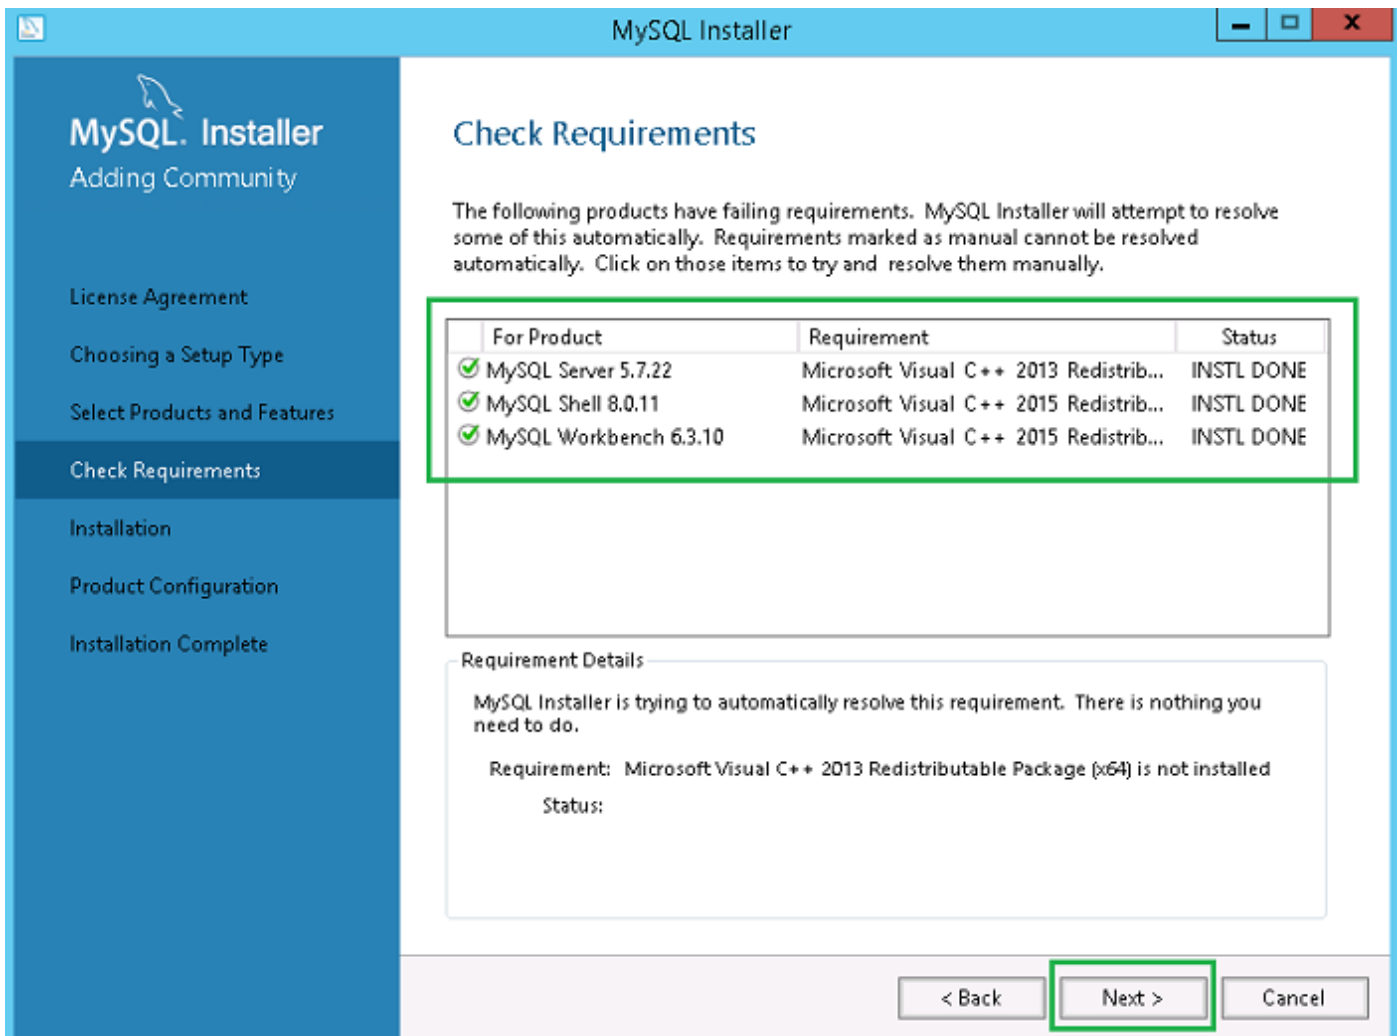 MySQL Installer
MySQL. Installer
Adding Community
License Agreement
Choosing a Setup Type
Select Products and Features
Check Requirements
Installation
Product Configuration
Installation Complete
Check Requirements
The following products have failing requirements. MySQL Installer will attempt to resolve
some of this automatically. Requirements marked as manual cannot be resolved
automatically. Click on those items to try and resolve them manually.
For Product Requirement Status
MySQL Server 5.7.22 Microsoft Visual C++ 2013 Redistrib... INSTL DONE
MySQL Shell 8.0.11 Microsoft Visual C++ 2015 Redistrib... INSTL DONE
MySQL Workbench 6.3.10 Microsoft Visual C++ 2015 Redistrib... INSTL DONE
Requirement Details
MySQL Installer is trying to automatically resolve this requirement. There is nothing you
need to do.
Requirement: Microsoft Visual C++ 2013 Redistributable Package (x64) is not installed
Status:
< Back Next > Cancel